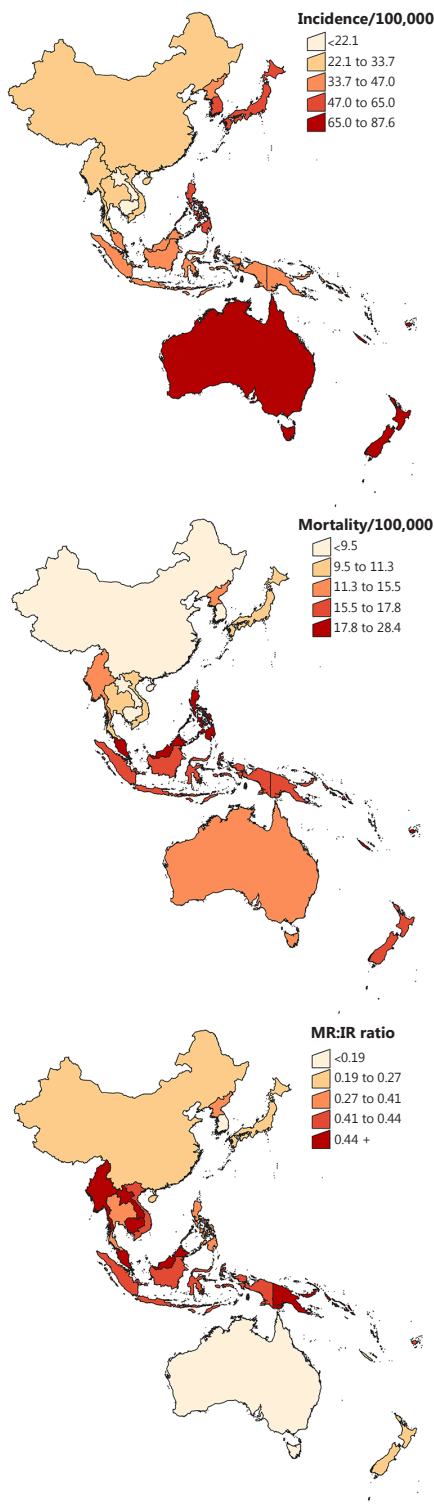 Incidence/100,000
<22.1
22.1 to 33.7
33.7 to 47.0
47.0 to 65.0
65.0 to 87.6
Mortality/100,000
<9.5
9.5 to 11.3
11.3 to 15.5
15.5 to 17.8
17.8 to 28.4
MR:IR ratio
<0.19
0.19 to 0.27
0.27 to 0.41
0.41 to 0.44
0.44 +